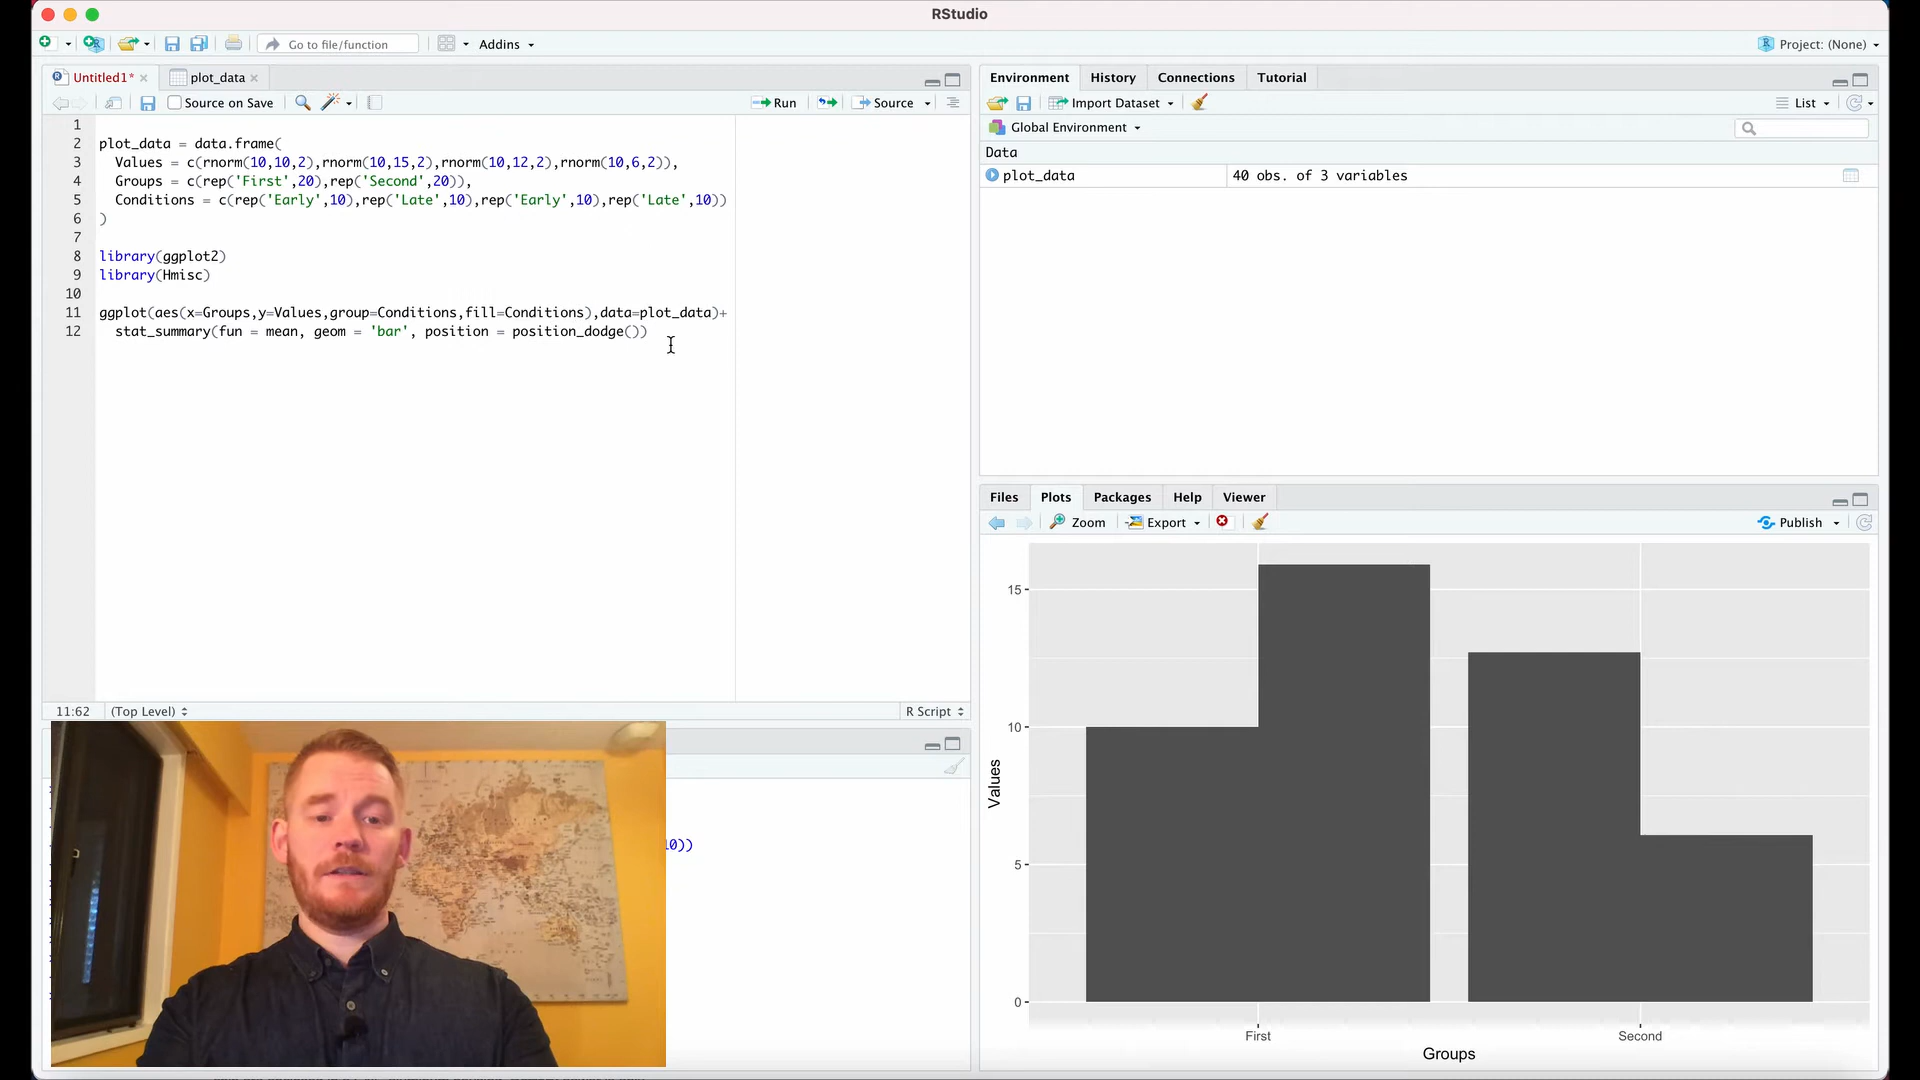 RStudio
Go to file/function
Addins
Project: (None)
Untitled1*
plot_data
Source on Save
Run
Source
1
2 plot_data = data.frame(
3 Values = c(rnorm(10,10,2),rnorm(10,15,2),rnorm(10,12,2),rnorm(10,6,2)),
4 Groups = c(rep('First',20),rep('Second',20)),
5 Conditions = c(rep('Early',10),rep('Late',10),rep('Early',10),rep('Late',10))
6 )
7
8 library(ggplot2)
9 library(Hmisc)
10
11 ggplot(aes(x=Groups,y=Values,group=Conditions,fill=Conditions),data=plot_data)+
12 stat_summary(fun = mean, geom = 'bar', position = position_dodge())
11:62
(Top Level)
R Script
10))
Environment
History
Connections
Tutorial
Import Dataset
List
Global Environment
Data
plot_data
40 obs. of 3 variables
Files
Plots
Packages
Help
Viewer
Zoom
Export
Publish
15
10
5
0
Values
First
Second
Groups